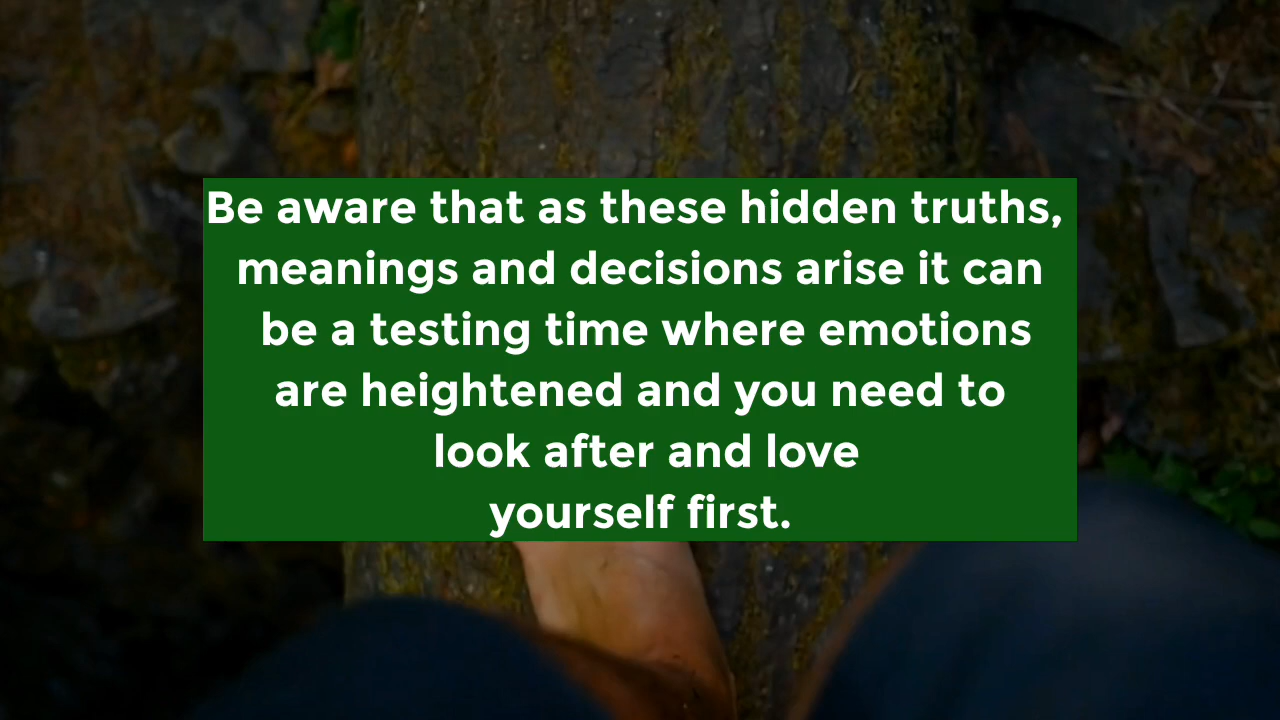 Be aware that as these hidden truths,
meanings and decisions arise it can
be a testing time where emotions
are heightened and you need to
look after and love
yourself first.